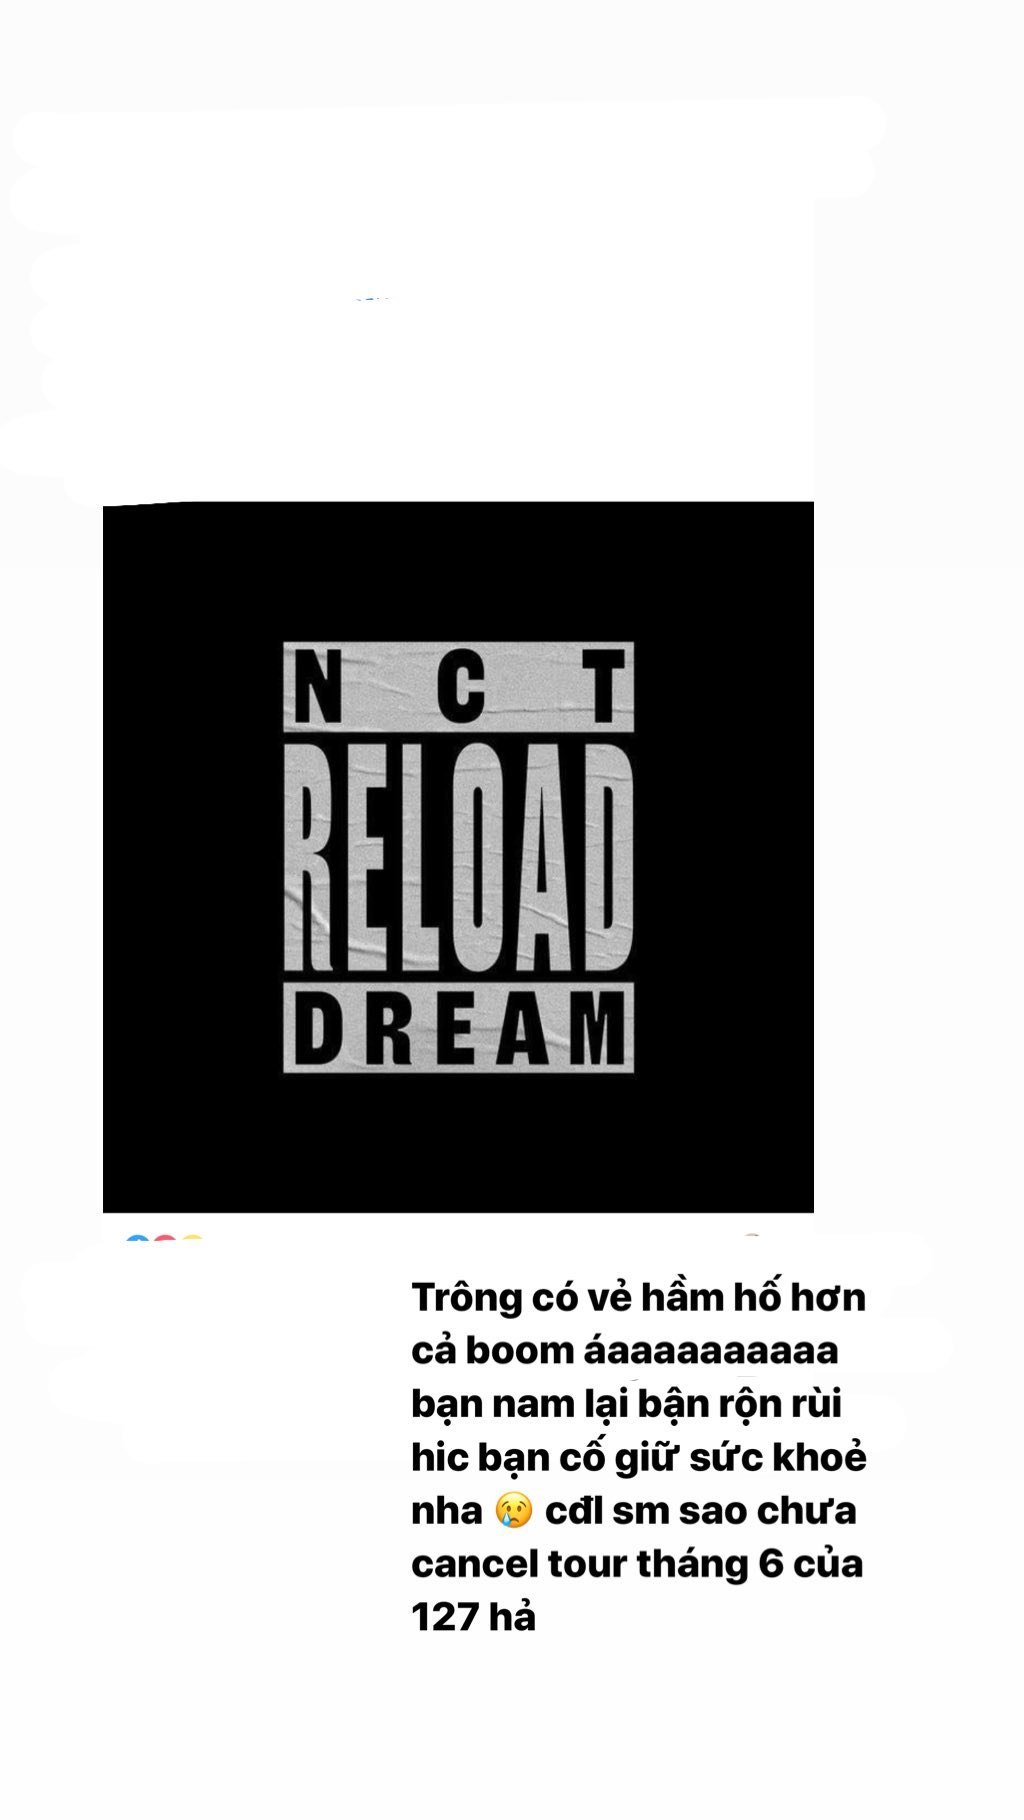 N C T
RELOAD
DREAM
Trông có vẻ hầm hố hơn
cả boom áaaaaaaaaaa
bạn nam lại bận rộn rùi
hic bạn cố giữ sức khoẻ
nha 😢 cđl sm sao chưa
cancel tour tháng 6 của
127 hả